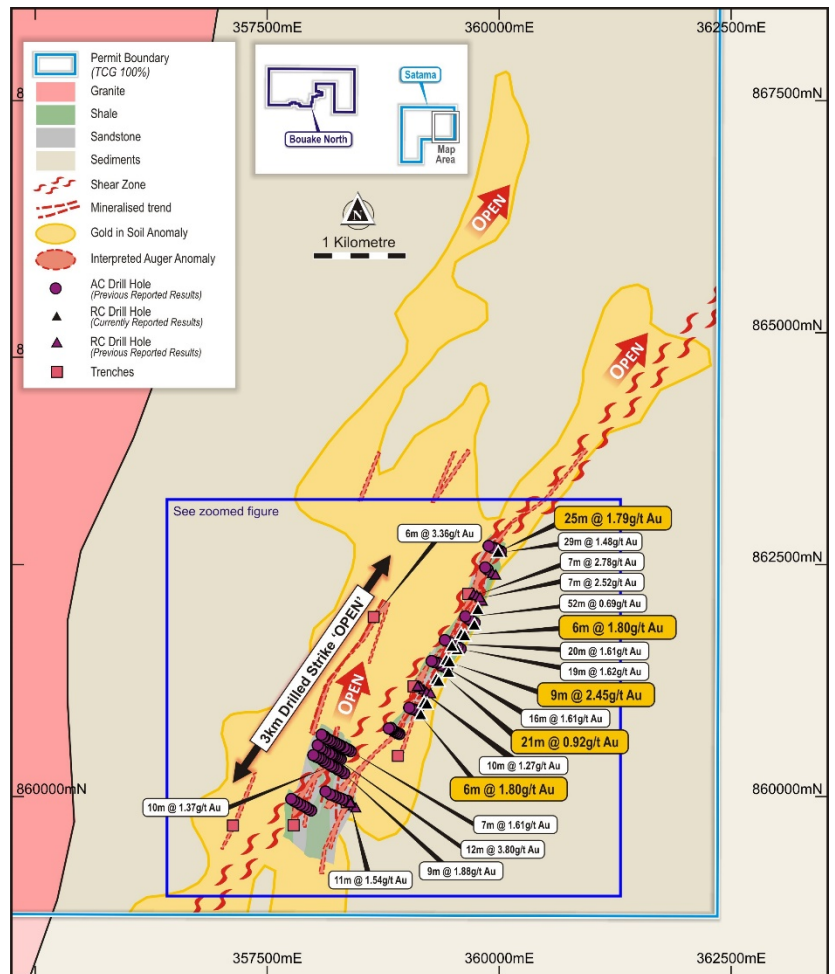 357500mE
360000mE
362500mE
8
867500mN
Permit Boundary
(TCG 100%)
Granite
Shale
Sandstone
Sediments
Shear Zone
Mineralised trend
Gold in Soil Anomaly
Interpreted Auger Anomaly
AC Drill Hole
(Previous Reported Results)
RC Drill Hole
(Currently Reported Results)
RC Drill Hole
(Previous Reported Results)
Trenches
8
Satama
Bouake North
Map
Area
N
1 Kilometre
OPEN
865000mN
OPEN
See zoomed figure
6m @ 3.36g/t Au
25m @ 1.79g/t Au
29m @ 1.48g/t Au
862500mN
7m @ 2.78g/t Au
7m @ 2.52g/t Au
52m @ 0.69g/t Au
6m @ 1.80g/t Au
20m @ 1.61g/t Au
19m @ 1.62g/t Au
9m @ 2.45g/t Au
16m @ 1.61g/t Au
21m @ 0.92g/t Au
10m @ 1.27g/t Au
6m @ 1.80g/t Au
3km Drilled Strike 'OPEN'
OPEN
860000mN
10m @ 1.37g/t Au
7m @ 1.61g/t Au
12m @ 3.80g/t Au
9m @ 1.88g/t Au
11m @ 1.54g/t Au
357500mE
360000mE
362500mE